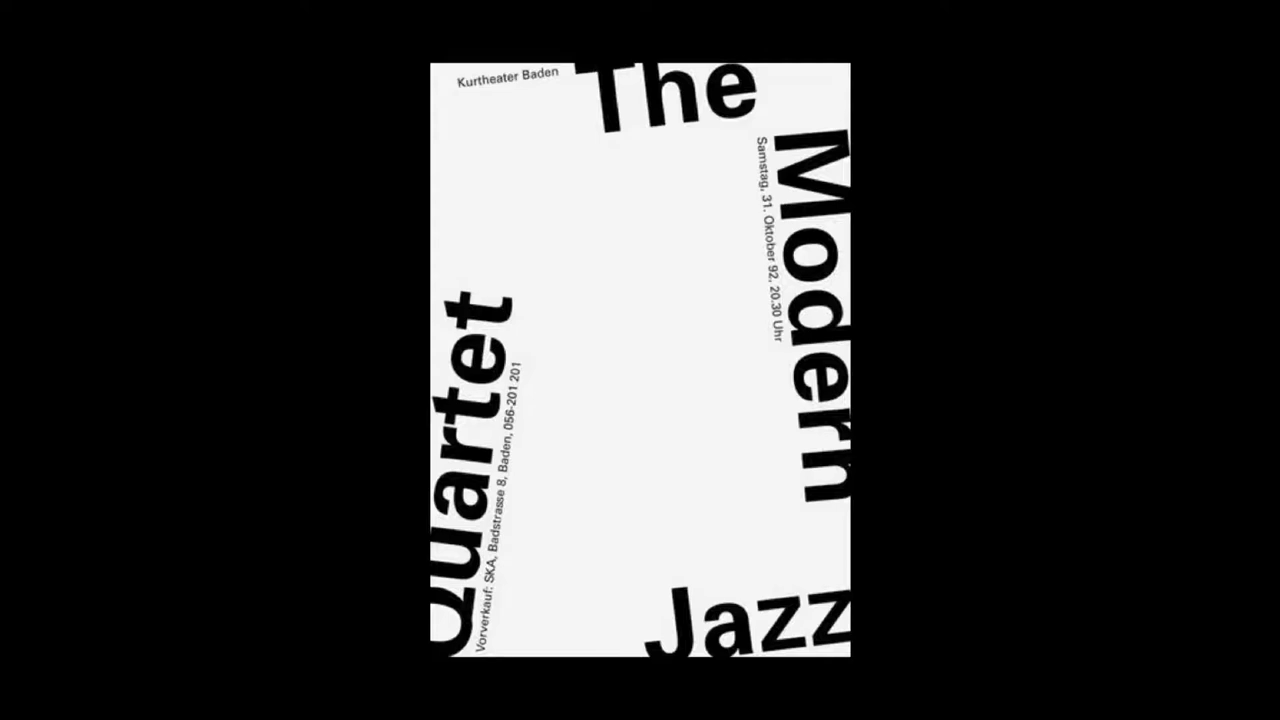 Kurtheater Baden
The
Modern
Samstag, 31. Oktober 92, 20.30 Uhr
Jazz
Quartet
Vorverkauf: SKA, Badstrasse 8, Baden, 056-201 201